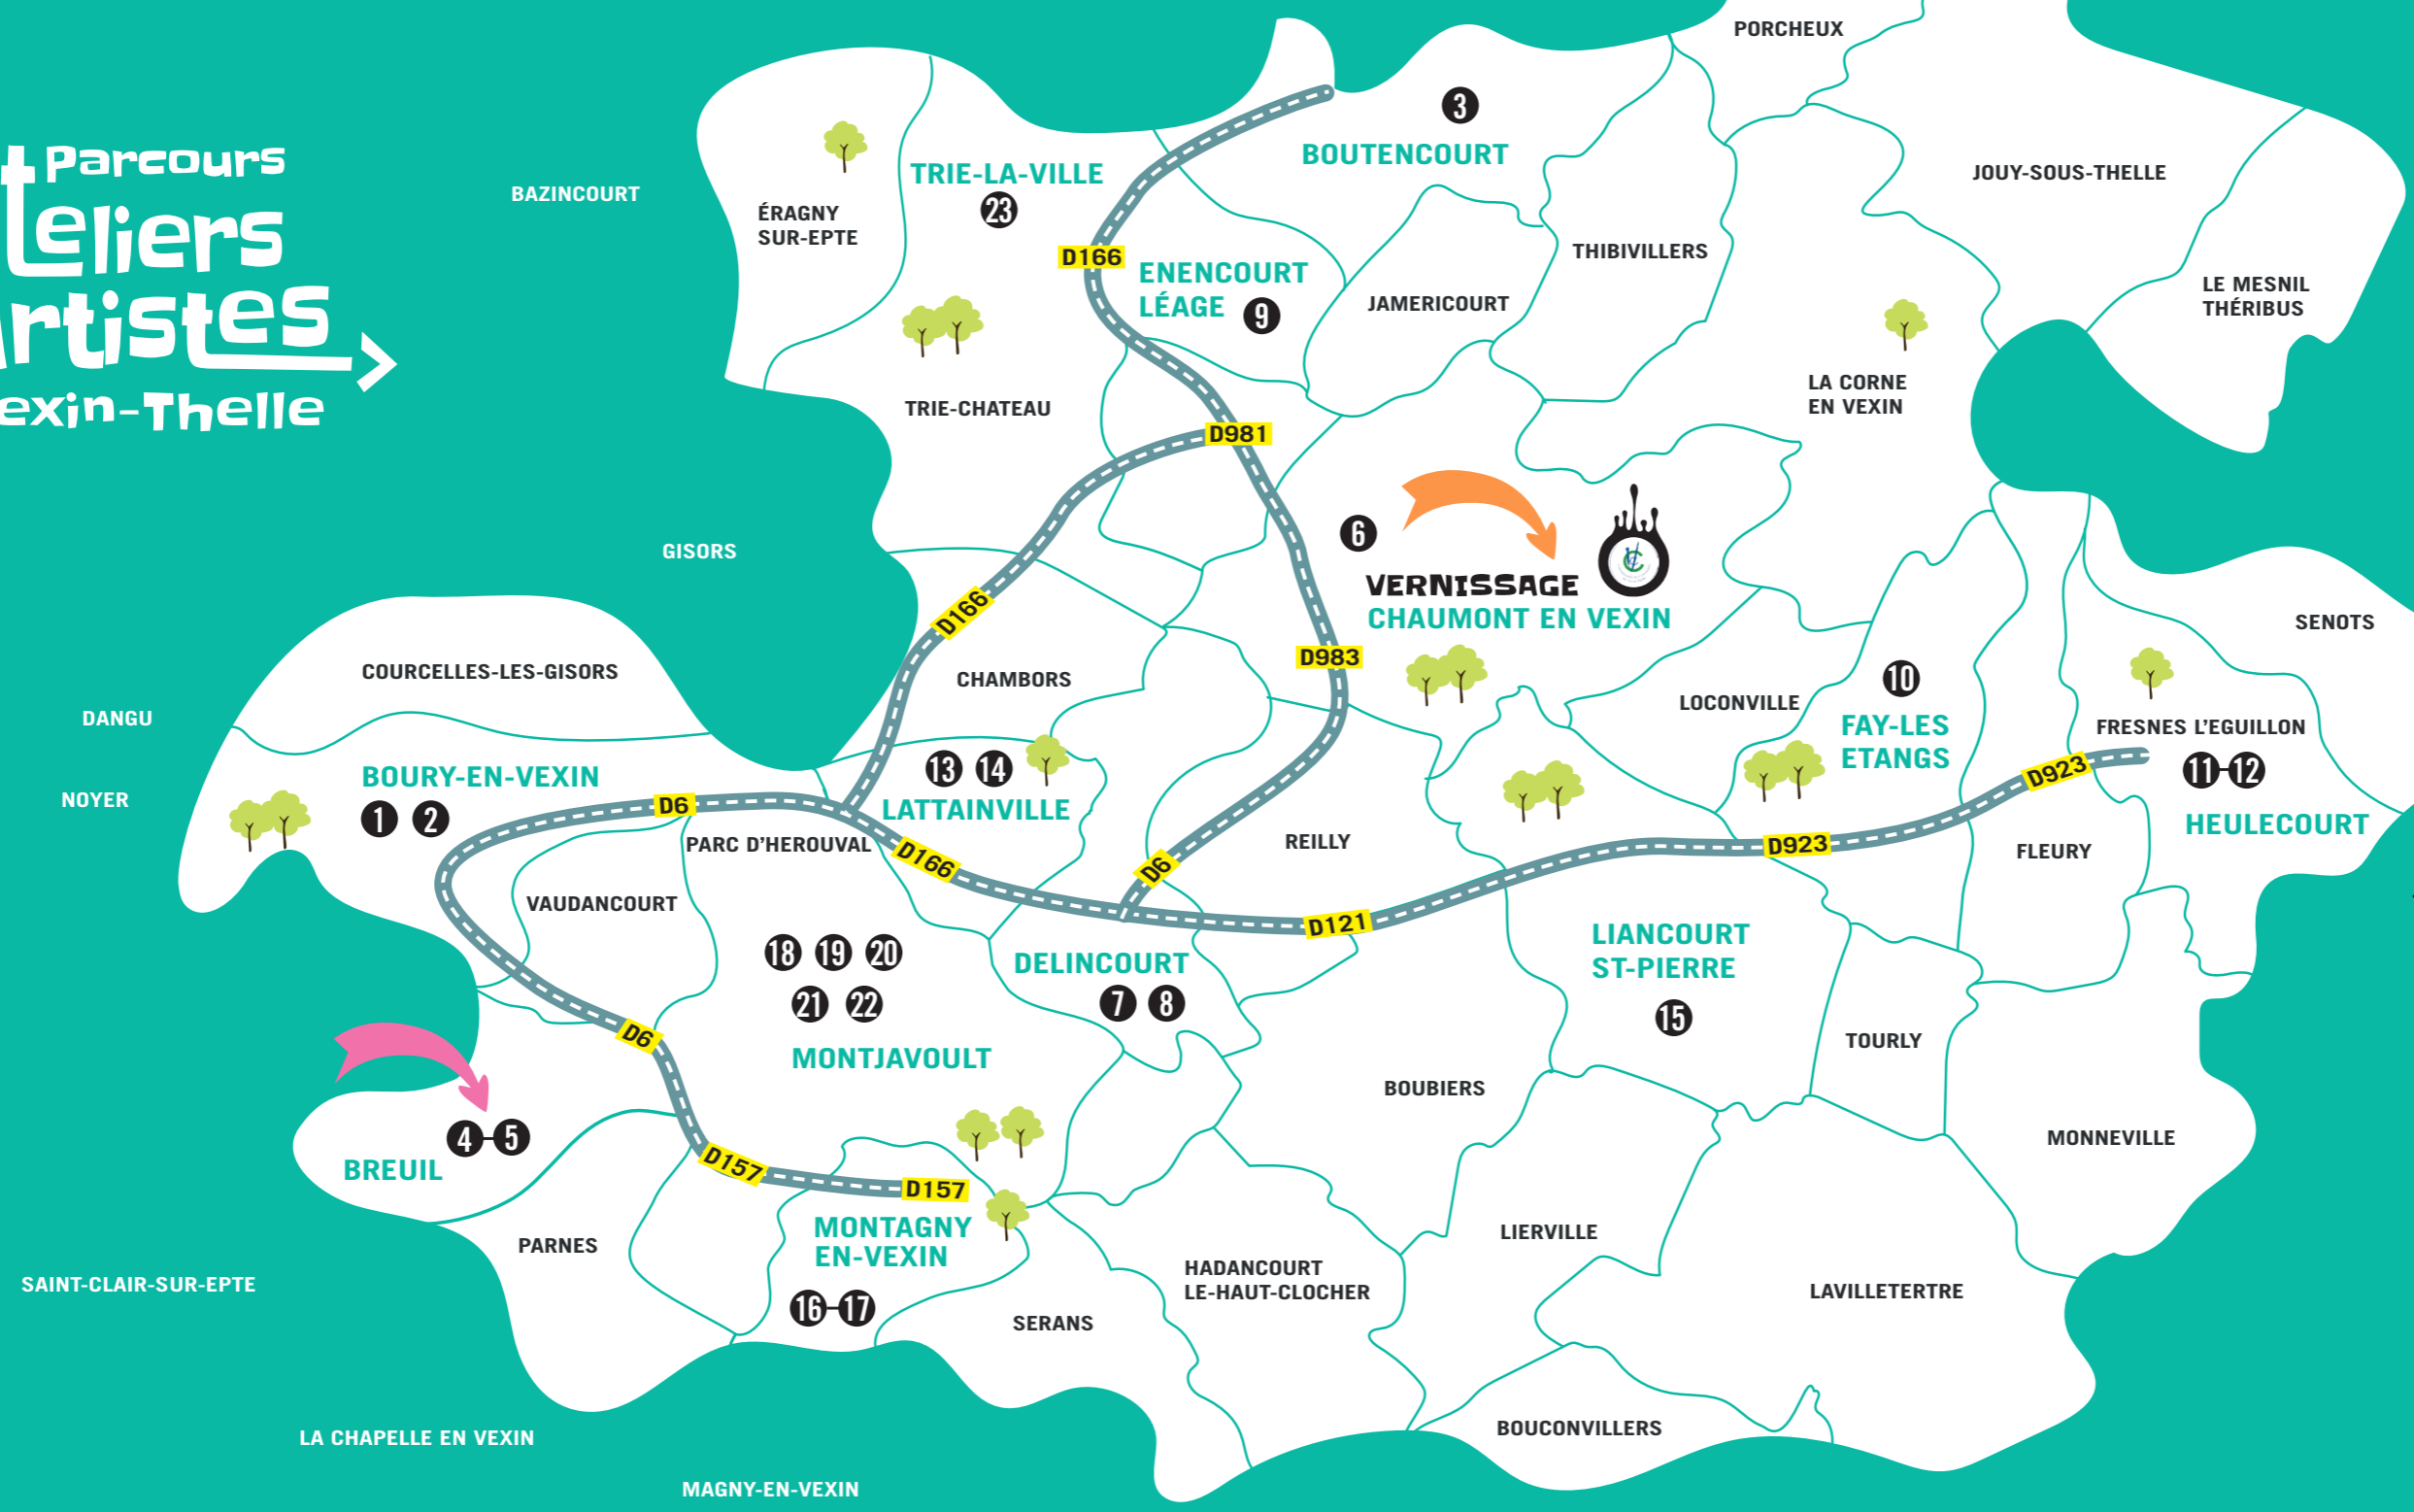 Parcours
teliers
rtistes
exin-Thelle
PORCHEUX
3
BOUTENCOURT
TRIE-LA-VILLE
23
BAZINCOURT
ÉRAGNY
SUR-EPTE
JOUY-SOUS-THELLE
D166
ENENCOURT
LÉAGE
9
THIBIVILLERS
JAMERICOURT
LE MESNIL
THÉRIBUS
TRIE-CHATEAU
LA CORNE
EN VEXIN
D981
GISORS
6
VERNISSAGE
CHAUMONT EN VEXIN
D166
D983
SENOTS
COURCELLES-LES-GISORS
CHAMBORS
LOCONVILLE
10
FAY-LES
ETANGS
DANGU
FRESNES L'EGUILLON
11-12
HEULECOURT
D923
NOYER
BOURY-EN-VEXIN
1 2
D6
13 14
LATTAINVILLE
PARC D'HEROUVAL
D166
D6
REILLY
D923
FLEURY
VAUDANCOURT
D121
18 19 20
21 22
MONTJAVOULT
DELINCOURT
7 8
LIANCOURT
ST-PIERRE
15
TOURLY
D6
BOUBIERS
4-5
BREUIL
MONNEVILLE
D157
D157
MONTAGNY
EN-VEXIN
16-17
PARNES
SAINT-CLAIR-SUR-EPTE
LIERVILLE
HADANCOURT
LE-HAUT-CLOCHER
LAVILLETERTRE
SERANS
LA CHAPELLE EN VEXIN
BOUCONVILLERS
MAGNY-EN-VEXIN